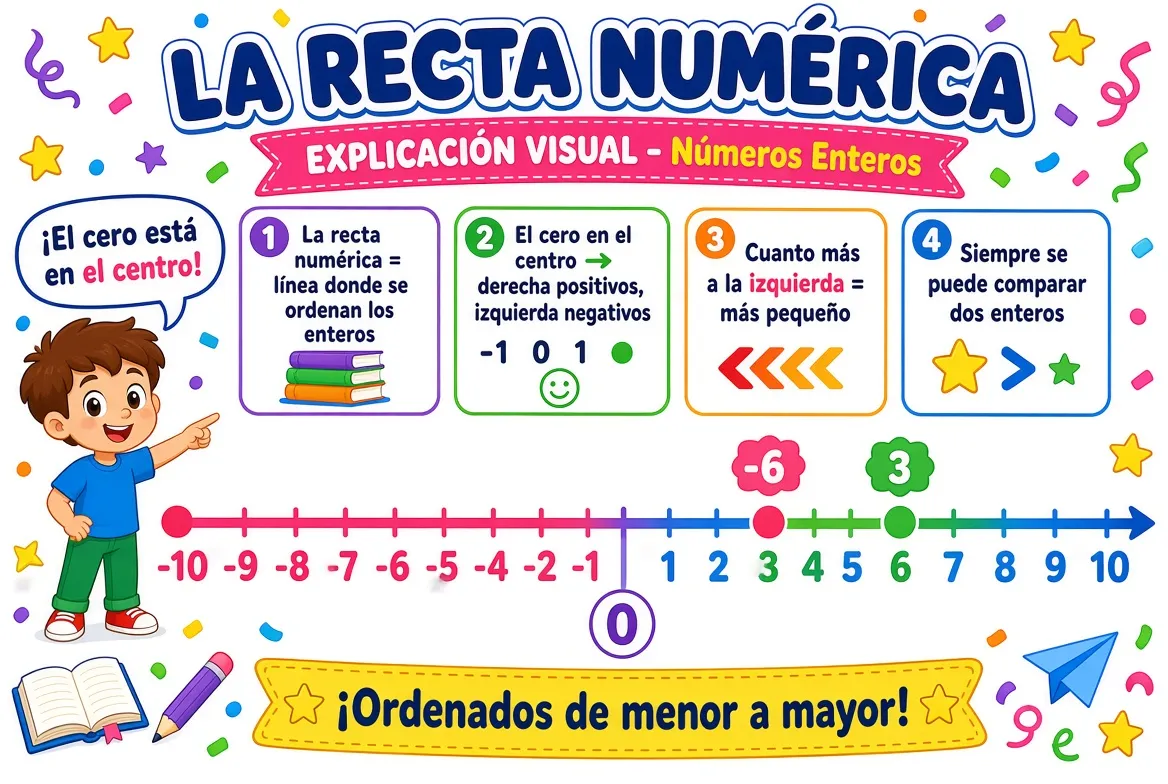 LA RECTA NUMÉRICA
EXPLICACIÓN VISUAL – Números Enteros
¡El cero está
en el centro!
1 La recta
numérica =
línea donde se
ordenan los
enteros
2 El cero en el
centro →
derecha positivos,
izquierda negativos
-1 0 1
3 Cuanto más
a la izquierda =
más pequeño
4 Siempre se
puede comparar
dos enteros
>
-6 3
-10 -9 -8 -7 -6 -5 -4 -2 -1 1 2 3 4 5 6 7 8 9 10
0
¡Ordenados de menor a mayor!